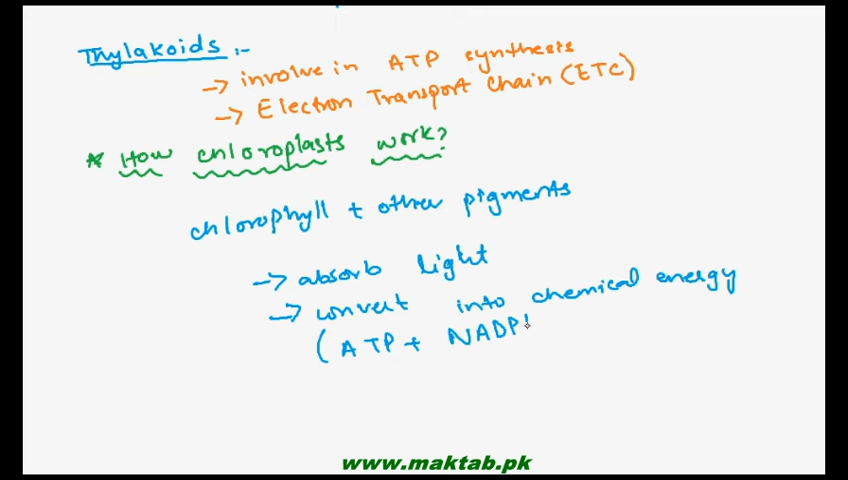 Thylakoids :-
→ involve in ATP synthesis
→ Electron Transport Chain (ETC)
* How chloroplasts work?
chlorophyll + other pigments
→ absorb light
→ convert into chemical energy
(ATP + NADP
www.maktab.pk